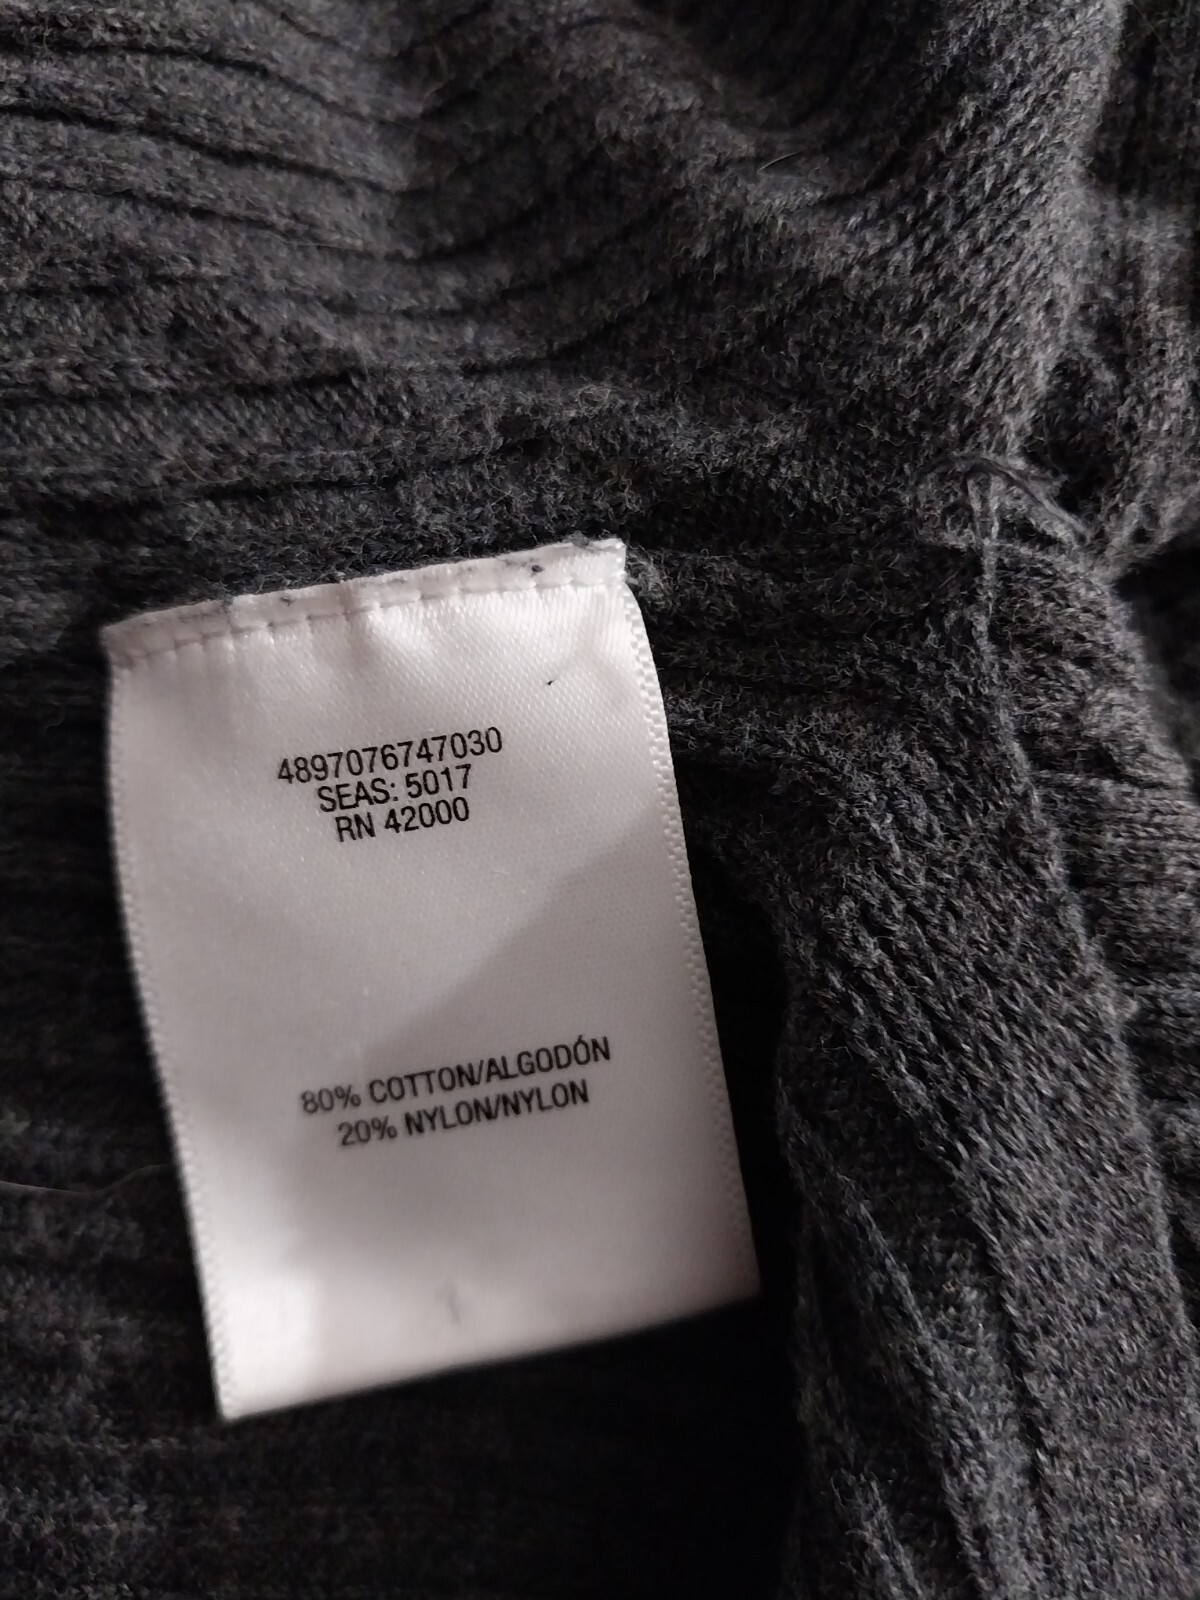 4897076747030
SEAS: 5017
RN 42000
80% COTTON/ALGODÓN
20% NYLON/NYLON